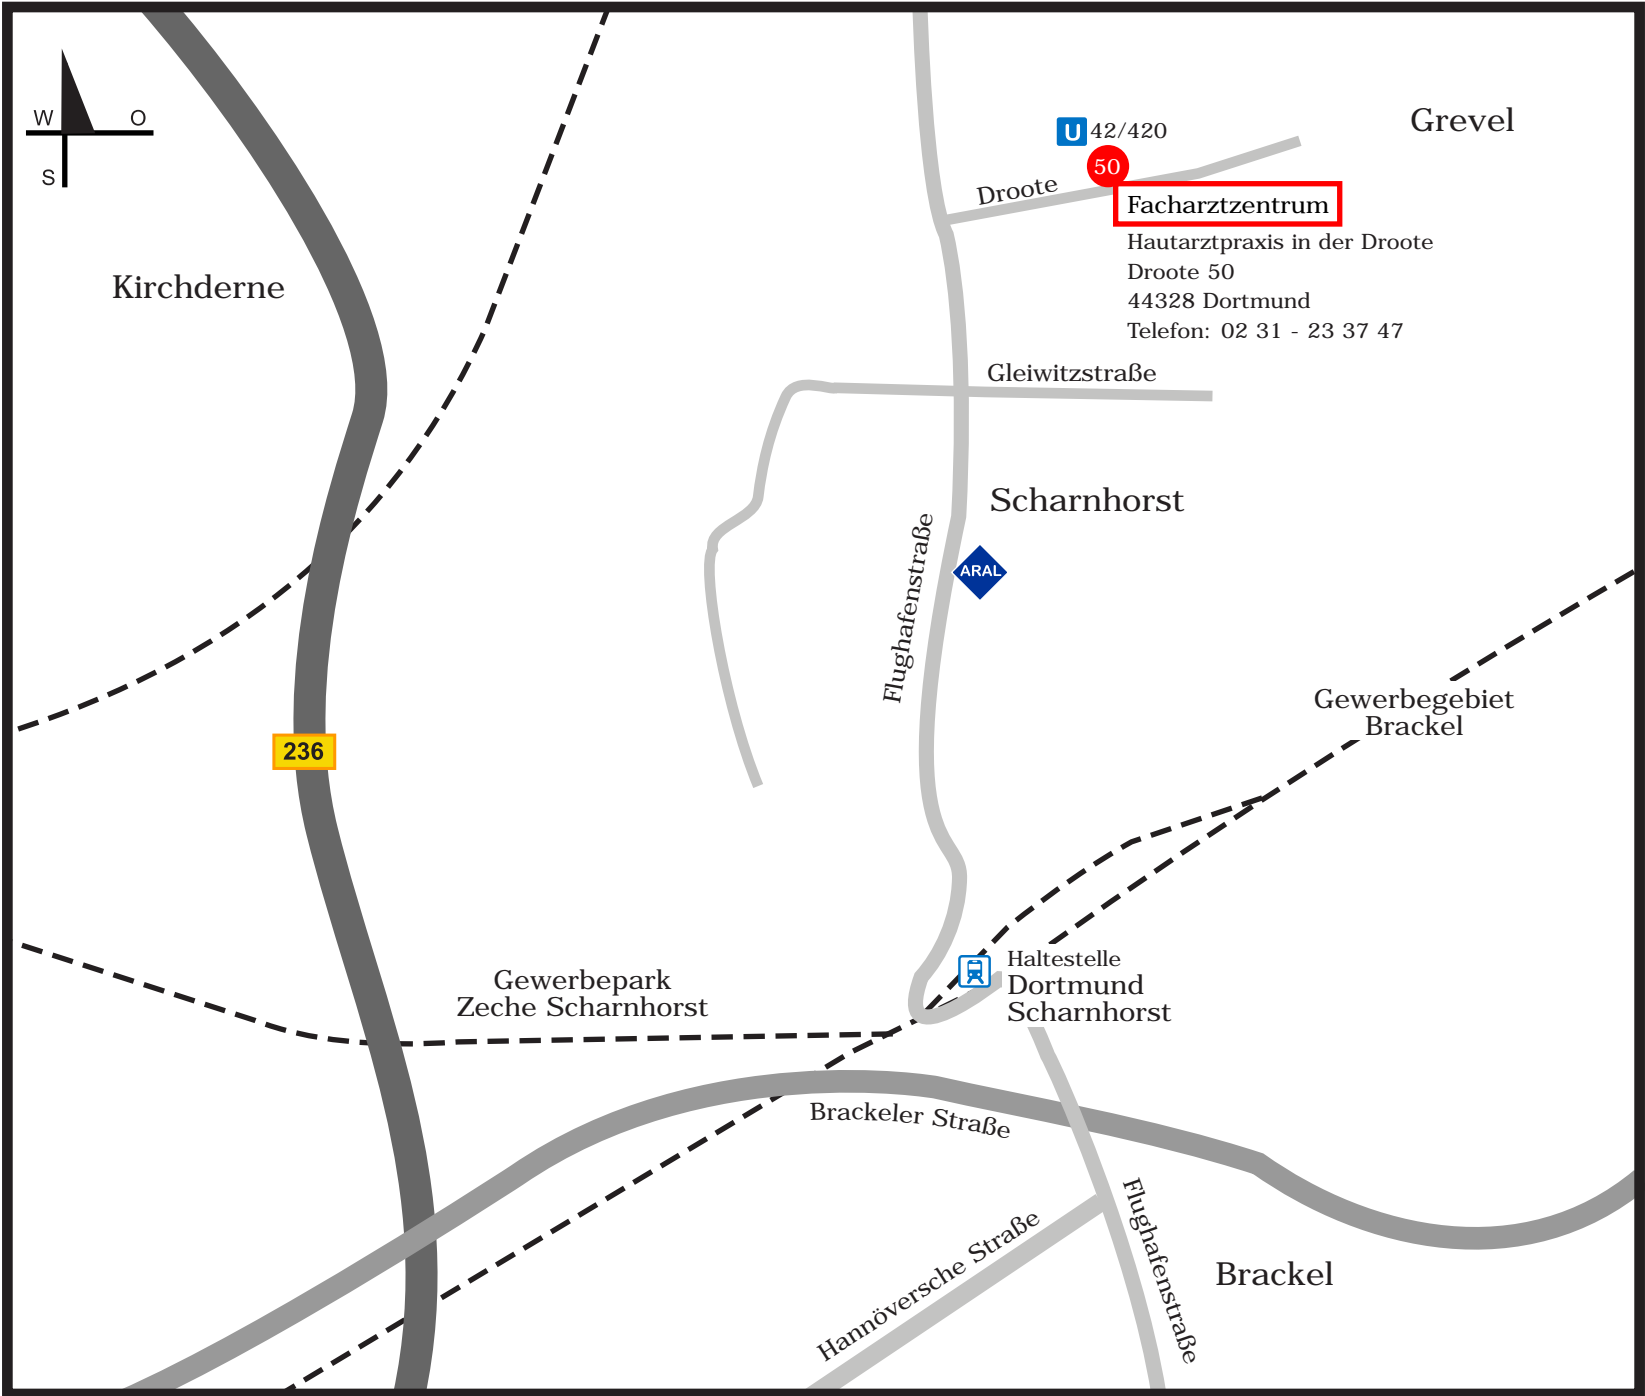 W O
S
U 42/420
50
Droote
Grevel
Facharztzentrum
Hautarztpraxis in der Droote
Droote 50
44328 Dortmund
Telefon: 02 31 - 23 37 47
Kirchderne
Gleiwitzstraße
Scharnhorst
Flughafenstraße
ARAL
Gewerbegebiet
Brackel
236
Gewerbepark
Zeche Scharnhorst
Haltestelle
Dortmund
Scharnhorst
Brackeler Straße
Flughafenstraße
Hannöversche Straße
Brackel